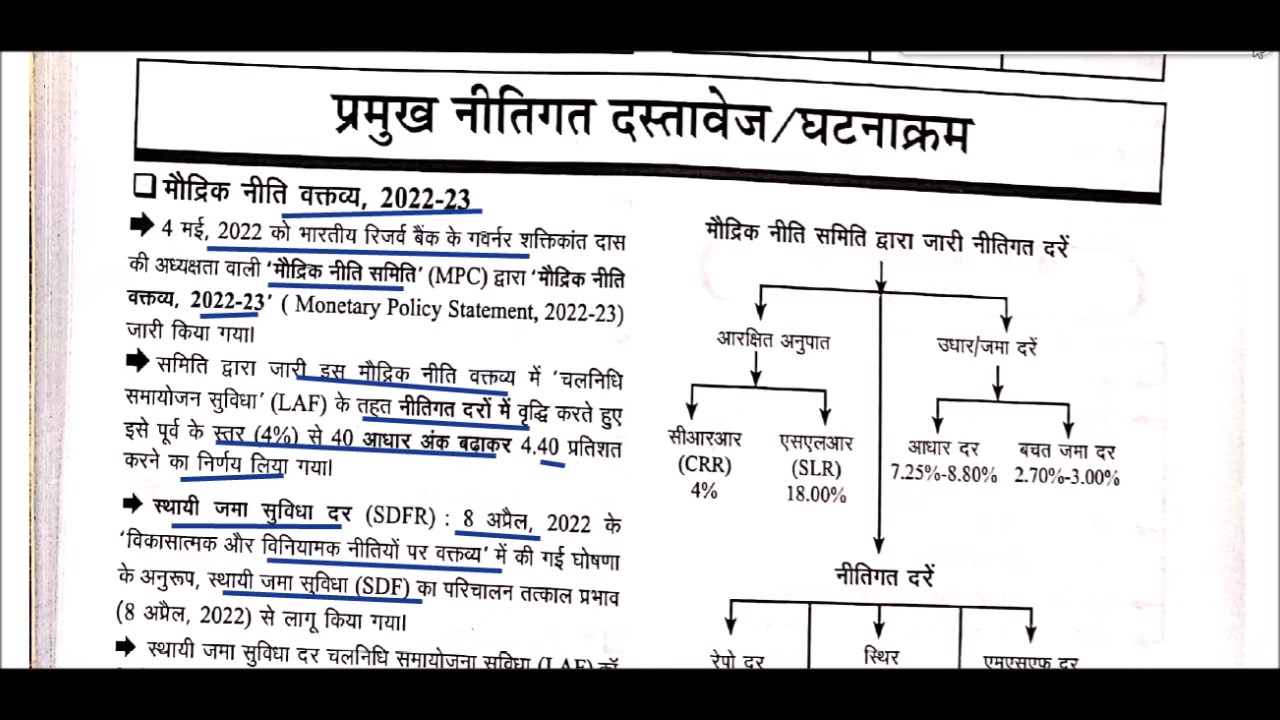 प्रमुख नीतिगत दस्तावेज/घटनाक्रम
❑ मौद्रिक नीति वक्तव्य, 2022-23
➡ 4 मई, 2022 को भारतीय रिजर्व बैंक के गवर्नर शक्तिकांत दास
की अध्यक्षता वाली 'मौद्रिक नीति समिति' (MPC) द्वारा 'मौद्रिक नीति
वक्तव्य, 2022-23' ( Monetary Policy Statement, 2022-23)
जारी किया गया।
➡ समिति द्वारा जारी इस मौद्रिक नीति वक्तव्य में 'चलनिधि
समायोजन सुविधा' (LAF) के तहत नीतिगत दरों में वृद्धि करते हुए
इसे पूर्व के स्तर (4%) से 40 आधार अंक बढ़ाकर 4.40 प्रतिशत
करने का निर्णय लिया गया।
➡ स्थायी जमा सुविधा दर (SDFR) : 8 अप्रैल, 2022 के
'विकासात्मक और विनियामक नीतियों पर वक्तव्य' में की गई घोषणा
के अनुरूप, स्थायी जमा सुविधा (SDF) का परिचालन तत्काल प्रभाव
(8 अप्रैल, 2022) से लागू किया गया।
➡ स्थायी जमा सुविधा दर चलनिधि समायोजना सुविधा (LAF) कॉ
मौद्रिक नीति समिति द्वारा जारी नीतिगत दरें
आरक्षित अनुपात
उधार/जमा दरें
सीआरआर
(CRR)
4%
एसएलआर
(SLR)
18.00%
आधार दर
7.25%-8.80%
बचत जमा दर
2.70%-3.00%
नीतिगत दरें
रेपो दर
स्थिर
एमएसएफ दर